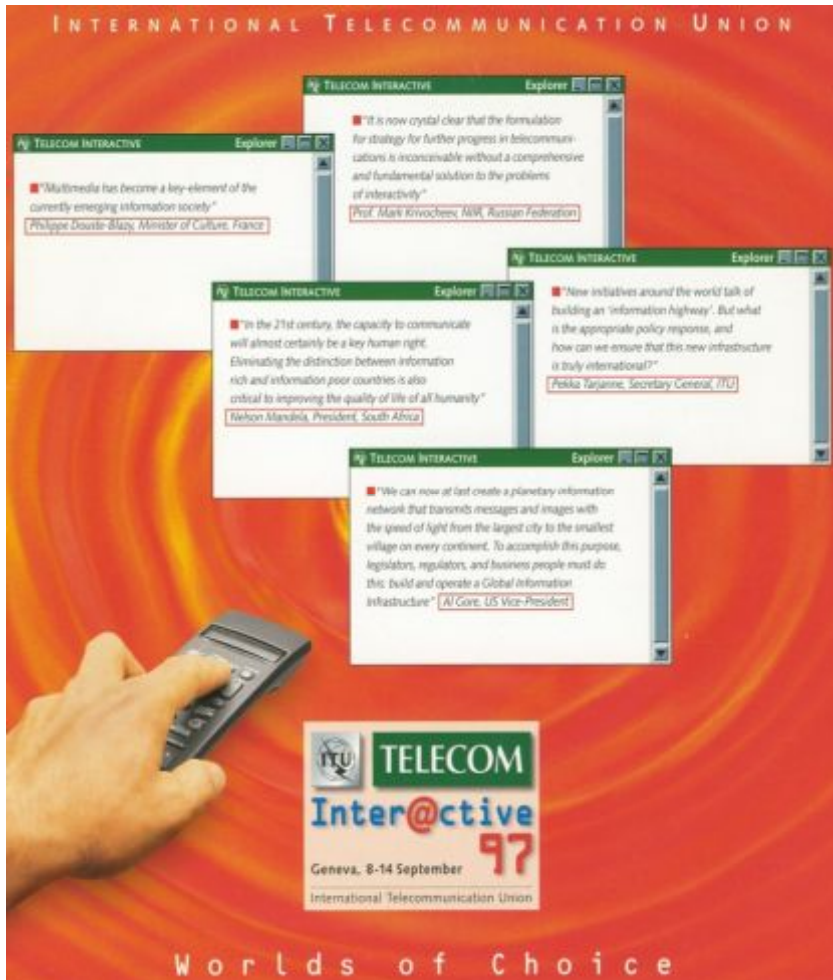 INTERNATIONAL TELECOMMUNICATION UNION
TELECOM INTERACTIVE Explorer
"It is now crystal clear that the formulation
for strategy for further progress in telecommuni-
cations is inconceivable without a comprehensive
and fundamental solution to the problems
of interactivity"
Prof. Mark Krivocheev, NIIR, Russian Federation
TELECOM INTERACTIVE Explorer
"Multimedia has become a key-element of the
currently emerging information society"
Philippe Douste-Blazy, Minister of Culture, France
TELECOM INTERACTIVE Explorer
"New initiatives around the world talk of
building an 'information highway'. But what
is the appropriate policy response, and
how can we ensure that this new infrastructure
is truly international?"
Pekka Tarjanne, Secretary General, ITU
TELECOM INTERACTIVE Explorer
"In the 21st century, the capacity to communicate
will almost certainly be a key human right.
Eliminating the distinction between information
rich and information poor countries is also
critical to improving the quality of life of all humanity"
Nelson Mandela, President, South Africa
TELECOM INTERACTIVE Explorer
"We can now at last create a planetary information
network that transmits messages and images with
the speed of light from the largest city to the smallest
village on every continent. To accomplish this purpose,
legislators, regulators, and business people must do
this: build and operate a Global Information
Infrastructure" Al Gore, US Vice-President
ITU TELECOM
Inter@ctive
97
Geneva, 8-14 September
International Telecommunication Union
Worlds of Choice